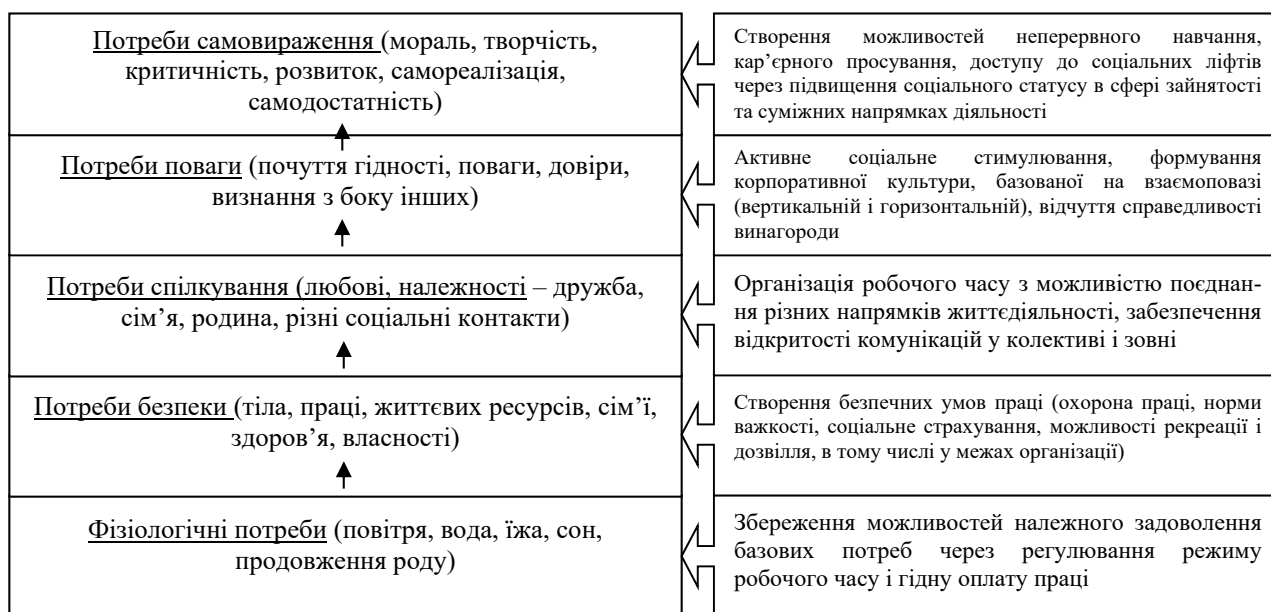 Потреби самовираження (мораль, творчість,
критичність, розвиток, самореалізація,
самодостатність)
Створення можливостей неперервного навчання,
кар’єрного просування, доступу до соціальних ліфтів
через підвищення соціального статусу в сфері зайнятості
та суміжних напрямках діяльності
Потреби поваги (почуття гідності, поваги, довіри,
визнання з боку інших)
Активне соціальне стимулювання, формування
корпоративної культури, базованої на взаємоповазі
(вертикальній і горизонтальній), відчуття справедливості
винагороди
Потреби спілкування (любові, належності – дружба,
сім’я, родина, різні соціальні контакти)
Організація робочого часу з можливістю поєднан-
ня різних напрямків життєдіяльності, забезпечення
відкритості комунікацій у колективі і зовні
Потреби безпеки (тіла, праці, життєвих ресурсів, сім’ї,
здоров’я, власності)
Створення безпечних умов праці (охорона праці, норми
важкості, соціальне страхування, можливості рекреації і
дозвілля, в тому числі у межах організації)
Фізіологічні потреби (повітря, вода, їжа, сон,
продовження роду)
Збереження можливостей належного задоволення
базових потреб через регулювання режиму
робочого часу і гідну оплату праці